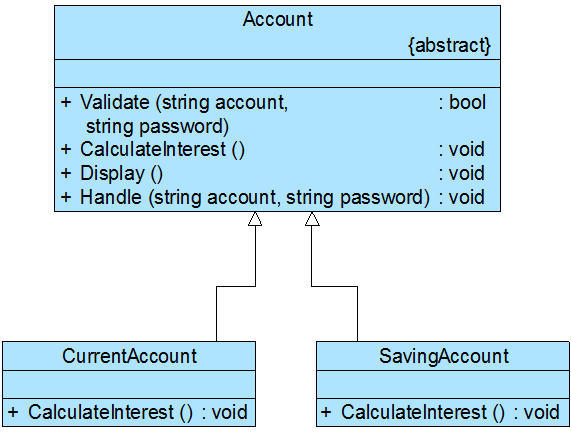 Account
{abstract}
+ Validate (string account, : bool
string password)
+ CalculateInterest () : void
+ Display () : void
+ Handle (string account, string password) : void
CurrentAccount
+ CalculateInterest () : void
SavingAccount
+ CalculateInterest () : void